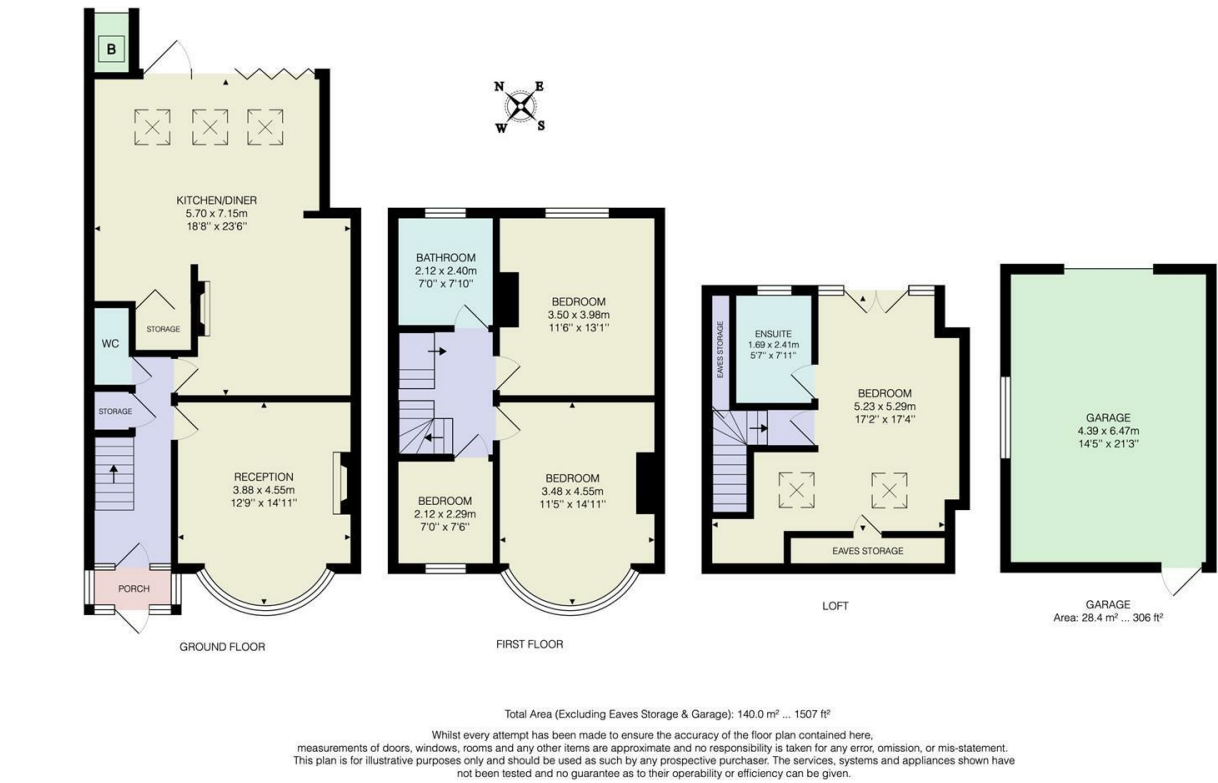 B
N
E
W
S
KITCHEN/DINER
5.70 x 7.15m
18'8'' x 23'6''
STORAGE
WC
STORAGE
RECEPTION
3.88 x 4.55m
12'9'' x 14'11''
PORCH
GROUND FLOOR
BATHROOM
2.12 x 2.40m
7'0'' x 7'10''
BEDROOM
3.50 x 3.98m
11'6'' x 13'1''
BEDROOM
2.12 x 2.29m
7'0'' x 7'6''
BEDROOM
3.48 x 4.55m
11'5'' x 14'11''
FIRST FLOOR
EAVES STORAGE
ENSUITE
1.69 x 2.41m
5'7'' x 7'11''
BEDROOM
5.23 x 5.29m
17'2'' x 17'4''
EAVES STORAGE
LOFT
GARAGE
4.39 x 6.47m
14'5'' x 21'3''
GARAGE
Area: 28.4 m² ... 306 ft²
Total Area (Excluding Eaves Storage & Garage): 140.0 m² ... 1507 ft²
Whilst every attempt has been made to ensure the accuracy of the floor plan contained here,
measurements of doors, windows, rooms and any other items are approximate and no responsibility is taken for any error, omission, or mis-statement.
This plan is for illustrative purposes only and should be used as such by any prospective purchaser. The services, systems and appliances shown have
not been tested and no guarantee as to their operability or efficiency can be given.